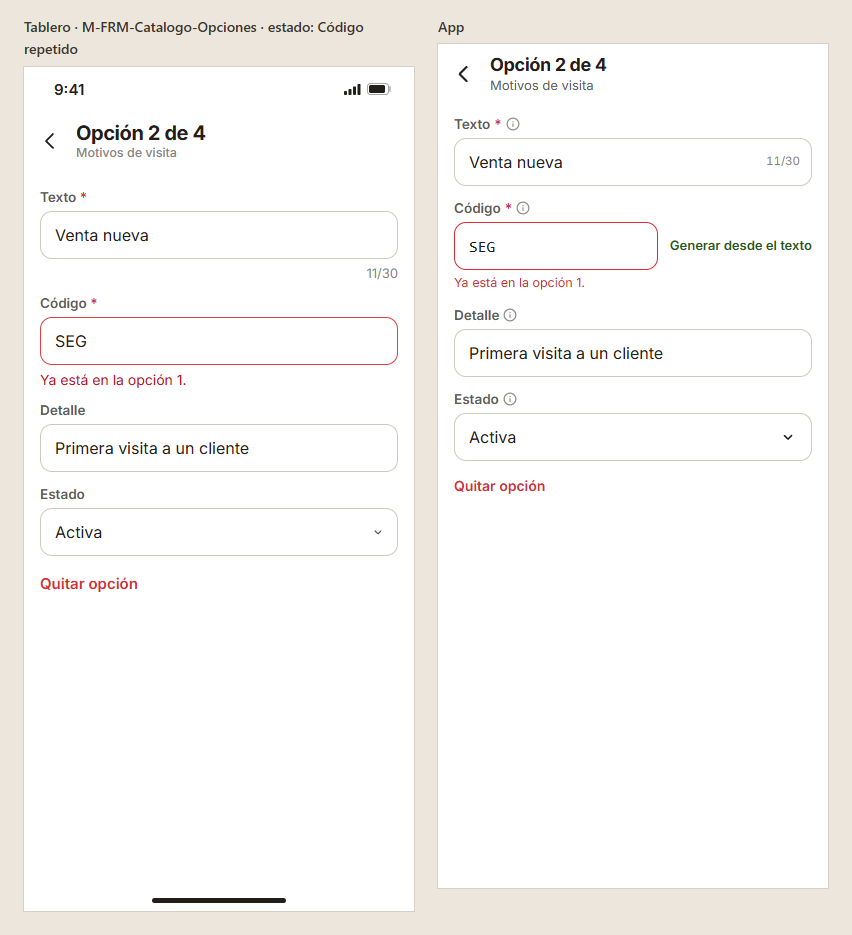 Tablero · M-FRM-Catalogo-Opciones · estado: Código
repetido
9:41
Opción 2 de 4
Motivos de visita
Texto *
Venta nueva
11/30
Código *
SEG
Ya está en la opción 1.
Detalle
Primera visita a un cliente
Estado
Activa
Quitar opción
App
Opción 2 de 4
Motivos de visita
Texto *
Venta nueva 11/30
Código *
SEG Generar desde el texto
Ya está en la opción 1.
Detalle
Primera visita a un cliente
Estado
Activa
Quitar opción